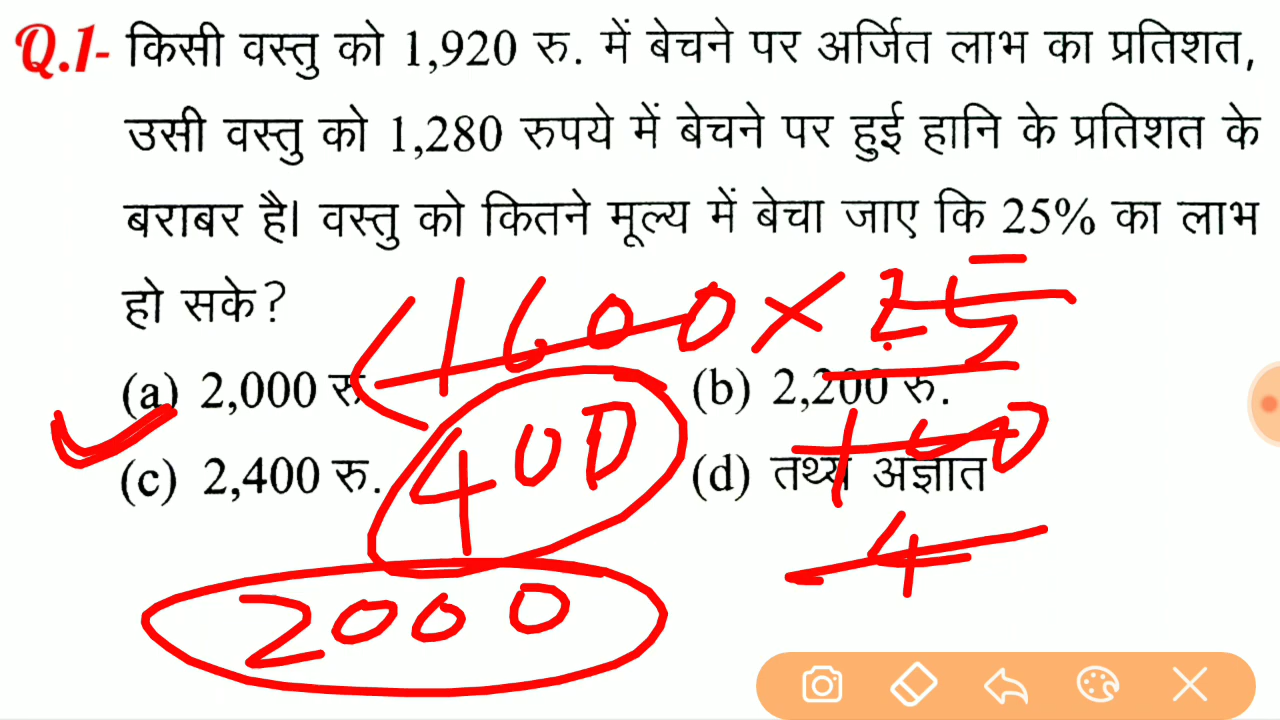 Q.1- किसी वस्तु को 1,920 रु. में बेचने पर अर्जित लाभ का प्रतिशत,
उसी वस्तु को 1,280 रुपये में बेचने पर हुई हानि के प्रतिशत के
बराबर है। वस्तु को कितने मूल्य में बेचा जाए कि 25% का लाभ
हो सके?
1600 × 25
(a) 2,000 रु (b) 2,200 रु.
400 100
(c) 2,400 रु. (d) तथ्य अज्ञात
4
2000